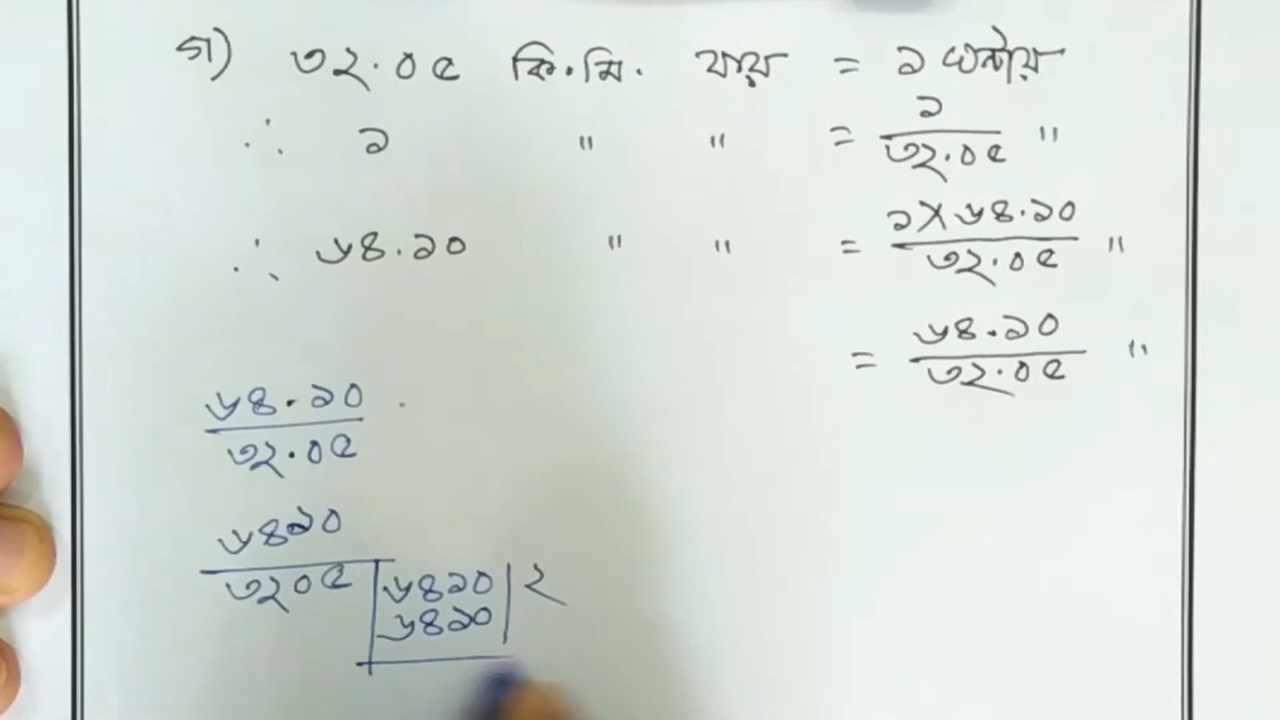 গ) ৩২.০৫ কি.মি. যায় = ১ ঘন্টায়
∴ ১ " " = ১/৩২.০৫ "
∴ ৬৪.১০ " " = ১×৬৪.১০/৩২.০৫ "
= ৬৪.১০/৩২.০৫ "
৬৪.১০
৩২.০৫
৬৪১০
৩২০৫ | ৬৪১০ | ২
৬৪১০